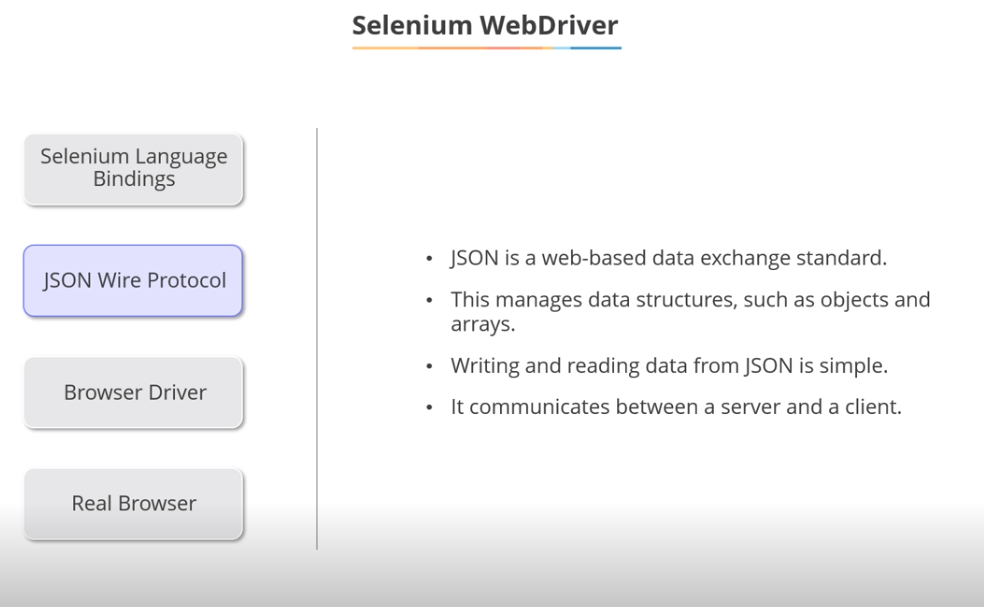 Selenium WebDriver
Selenium Language
Bindings
JSON Wire Protocol
Browser Driver
Real Browser
• JSON is a web-based data exchange standard.
• This manages data structures, such as objects and
arrays.
• Writing and reading data from JSON is simple.
• It communicates between a server and a client.